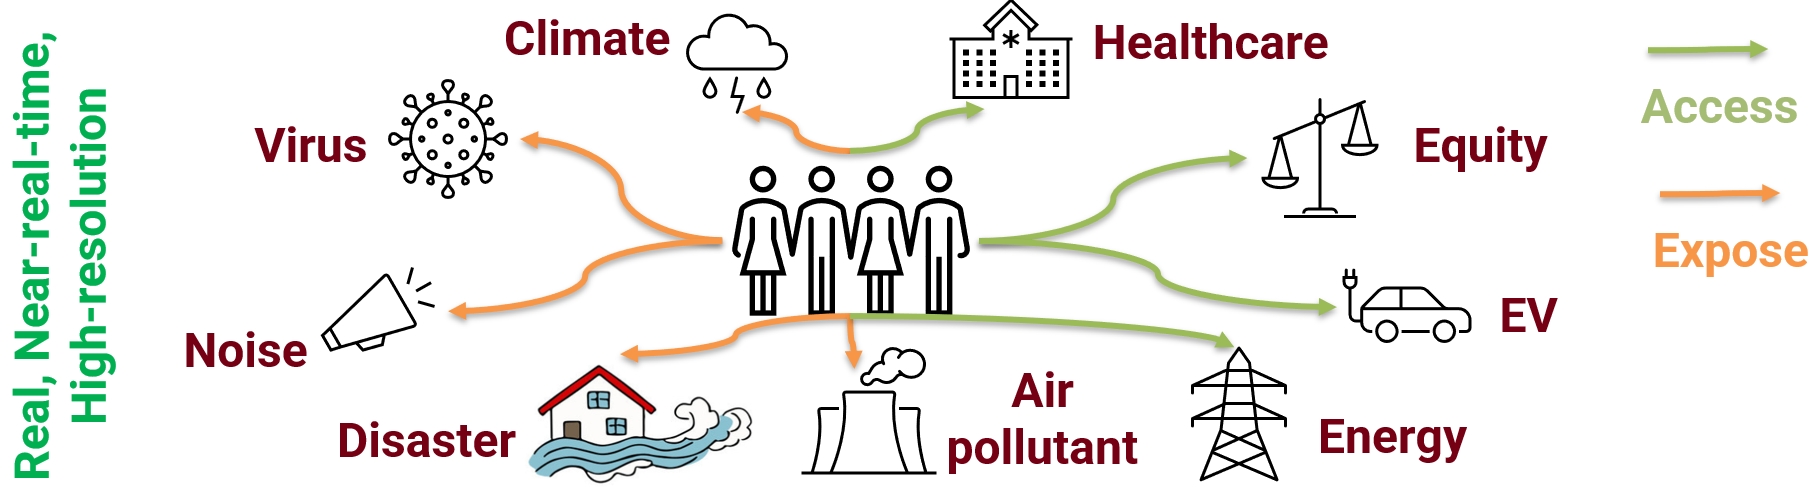 Real, Near-real-time,
High-resolution
Climate
Healthcare
Virus
Equity
Access
Expose
Noise
EV
Disaster
Air
pollutant
Energy